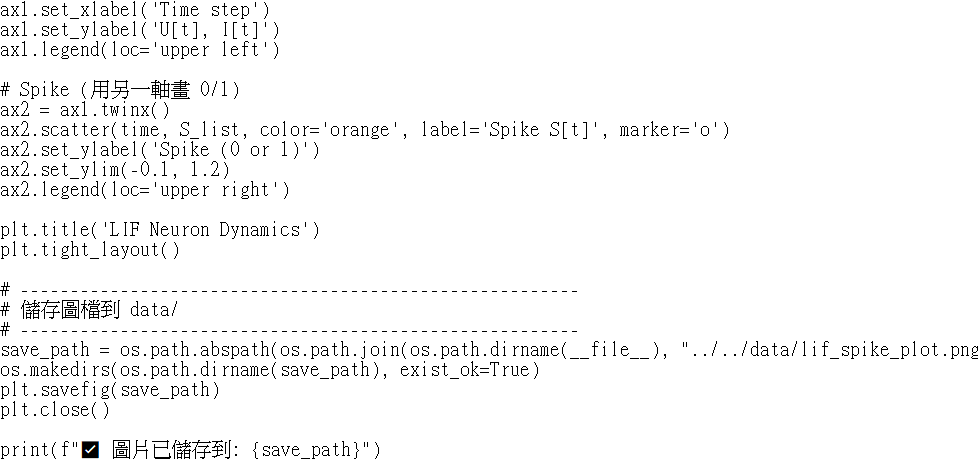 ax1.set_xlabel('Time step')
ax1.set_ylabel('U[t], I[t]')
ax1.legend(loc='upper left')
# Spike (用另一軸畫 0/1)
ax2 = ax1.twinx()
ax2.scatter(time, S_list, color='orange', label='Spike S[t]', marker='o')
ax2.set_ylabel('Spike (0 or 1)')
ax2.set_ylim(-0.1, 1.2)
ax2.legend(loc='upper right')
plt.title('LIF Neuron Dynamics')
plt.tight_layout()
# --------------------------------------------------------
# 儲存圖檔到 data/
# --------------------------------------------------------
save_path = os.path.abspath(os.path.join(os.path.dirname(__file__), "../../data/lif_spike_plot.png
os.makedirs(os.path.dirname(save_path), exist_ok=True)
plt.savefig(save_path)
plt.close()
print(f"✅ 圖片已儲存到: {save_path}")